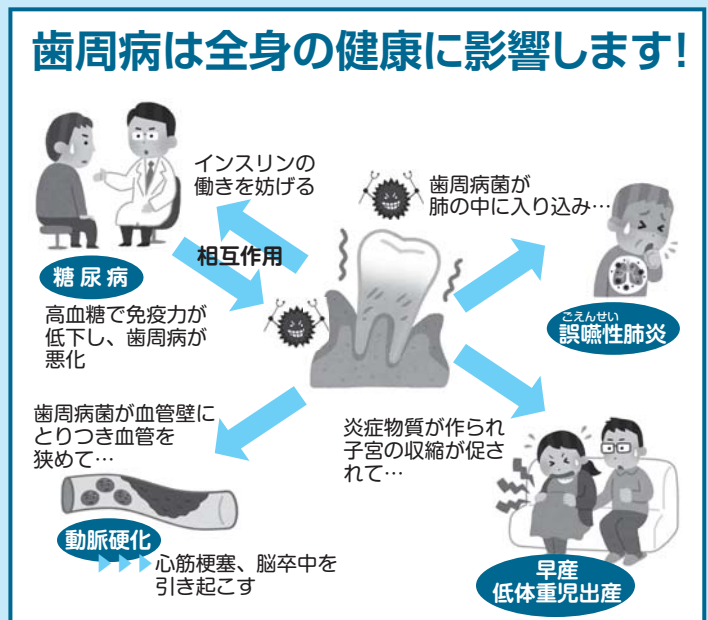 歯周病は全身の健康に影響します!
インスリンの
働きを妨げる
相互作用
糖尿病
高血糖で免疫力が
低下し、歯周病が
悪化
歯周病菌が
肺の中に入り込み…
ごえんせい
誤嚥性肺炎
歯周病菌が血管壁に
とりつき血管を
狭めて…
動脈硬化
心筋梗塞、脳卒中を
引き起こす
炎症物質が作られ
子宮の収縮が促さ
れて…
早産
低体重児出産